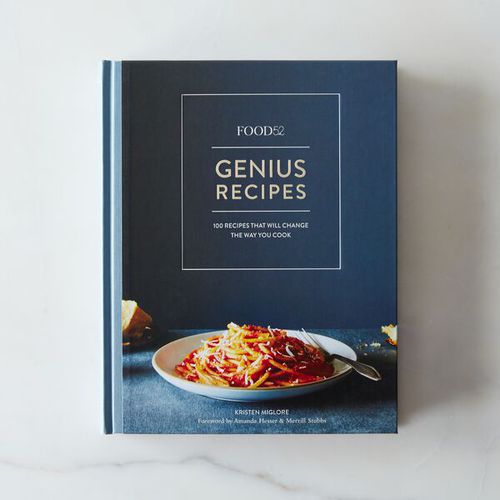 FOOD52
GENIUS
RECIPES
100 RECIPES THAT WILL CHANGE
THE WAY YOU COOK
KRISTEN MIGLORE
Foreword by Amanda Hesser & Merrill Stubbs